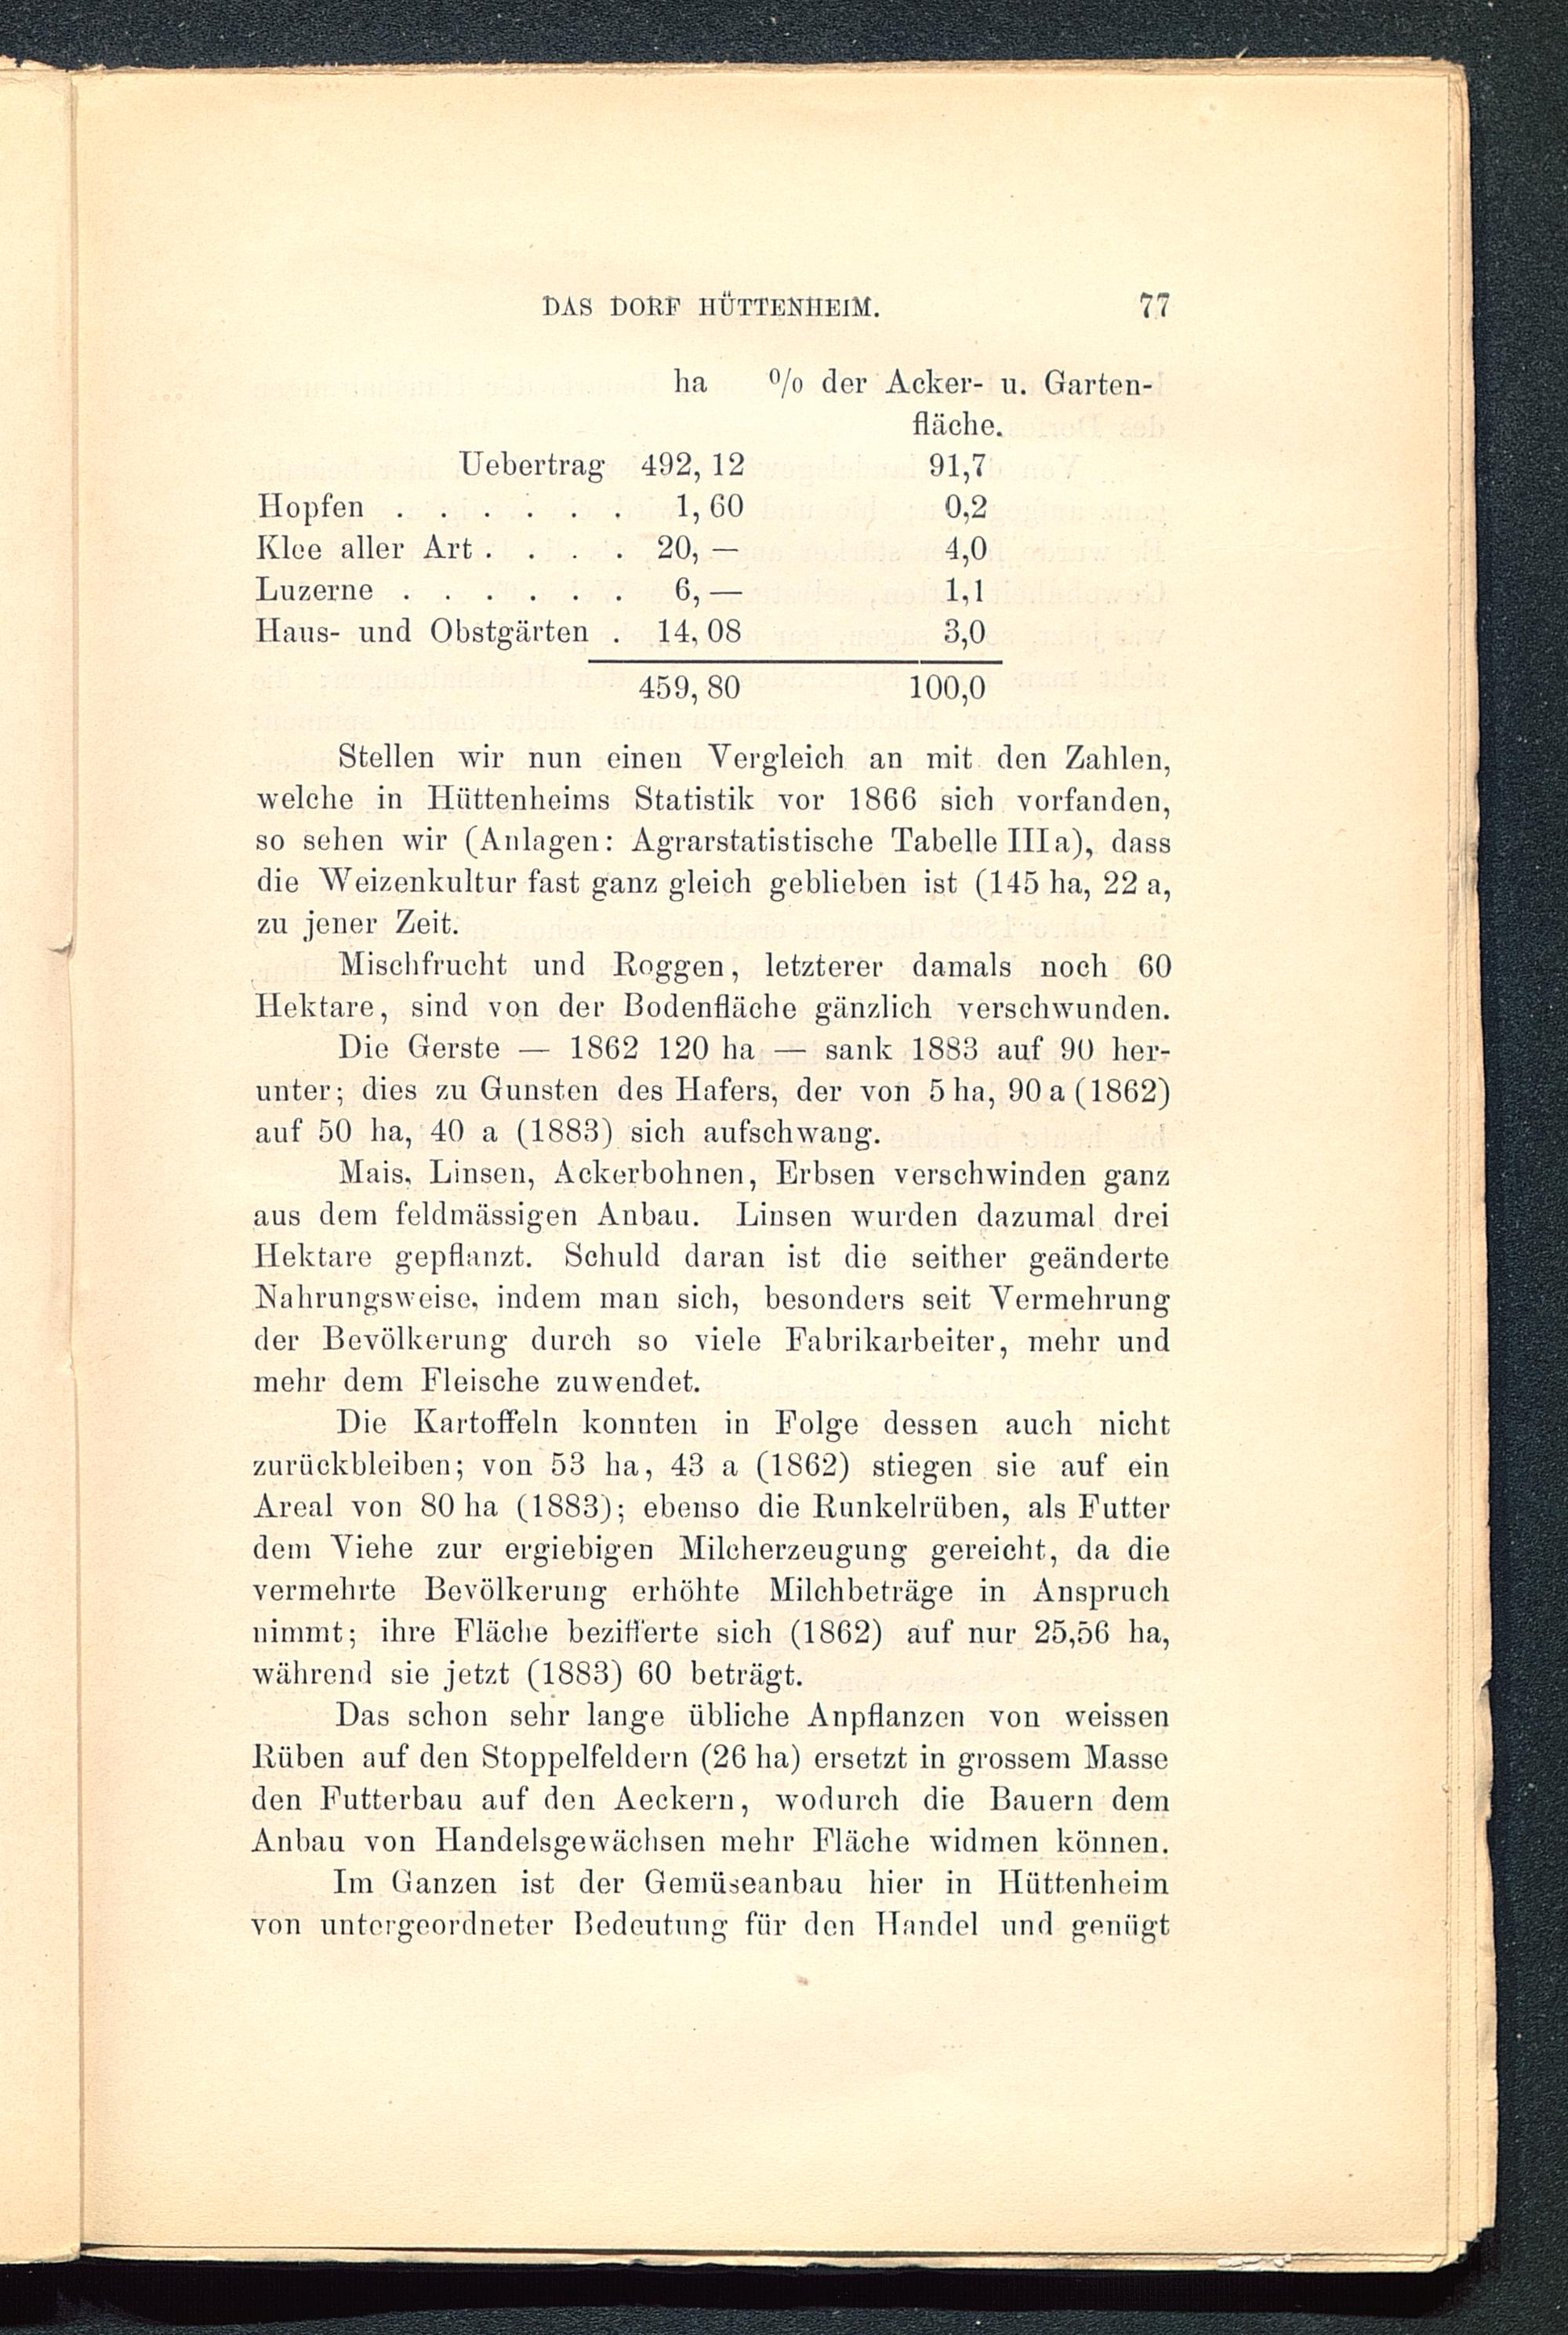 DAS DORF HÜTTENHEIM. 77
ha % der Acker- u. Garten-
fläche.
Uebertrag 492, 12 91,7
Hopfen . . . . . . 1, 60 0,2
Klee aller Art . . . . 20, — 4,0
Luzerne . . . . . . 6, — 1,1
Haus- und Obstgärten . 14, 08 3,0
459, 80 100,0
Stellen wir nun einen Vergleich an mit den Zahlen,
welche in Hüttenheims Statistik vor 1866 sich vorfanden,
so sehen wir (Anlagen: Agrarstatistische Tabelle IIIa), dass
die Weizenkultur fast ganz gleich geblieben ist (145 ha, 22 a,
zu jener Zeit.
Mischfrucht und Roggen, letzterer damals noch 60
Hektare, sind von der Bodenfläche gänzlich verschwunden.
Die Gerste — 1862 120 ha — sank 1883 auf 90 her-
unter; dies zu Gunsten des Hafers, der von 5 ha, 90 a (1862)
auf 50 ha, 40 a (1883) sich aufschwang.
Mais, Linsen, Ackerbohnen, Erbsen verschwinden ganz
aus dem feldmässigen Anbau. Linsen wurden dazumal drei
Hektare gepflanzt. Schuld daran ist die seither geänderte
Nahrungsweise, indem man sich, besonders seit Vermehrung
der Bevölkerung durch so viele Fabrikarbeiter, mehr und
mehr dem Fleische zuwendet.
Die Kartoffeln konnten in Folge dessen auch nicht
zurückbleiben; von 53 ha, 43 a (1862) stiegen sie auf ein
Areal von 80 ha (1883); ebenso die Runkelrüben, als Futter
dem Viehe zur ergiebigen Milcherzeugung gereicht, da die
vermehrte Bevölkerung erhöhte Milchbeträge in Anspruch
nimmt; ihre Fläche bezifferte sich (1862) auf nur 25,56 ha,
während sie jetzt (1883) 60 beträgt.
Das schon sehr lange übliche Anpflanzen von weissen
Rüben auf den Stoppelfeldern (26 ha) ersetzt in grossem Masse
den Futterbau auf den Aeckern, wodurch die Bauern dem
Anbau von Handelsgewächsen mehr Fläche widmen können.
Im Ganzen ist der Gemüseanbau hier in Hüttenheim
von untergeordneter Bedeutung für den Handel und genügt